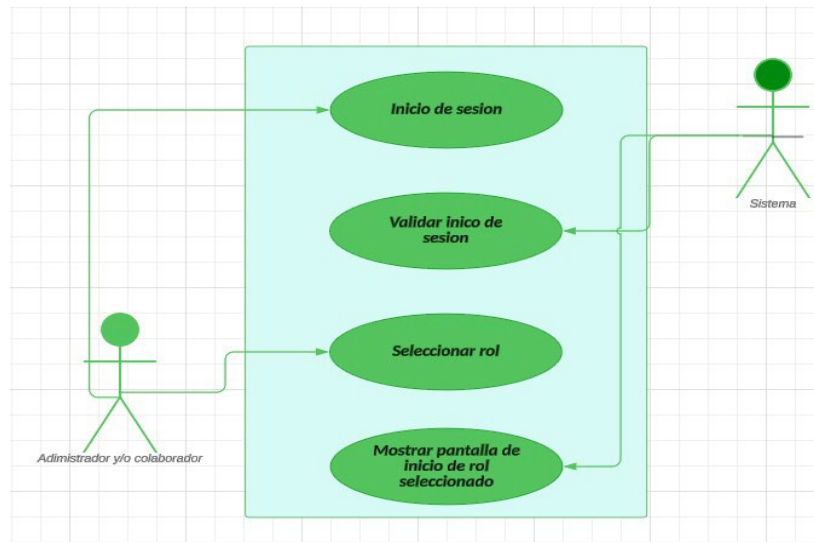 Inicio de sesion
Validar inico de
sesion
Sistema
Seleccionar rol
Adimistrador y/o colaborador
Mostrar pantalla de
inicio de rol
seleccionado